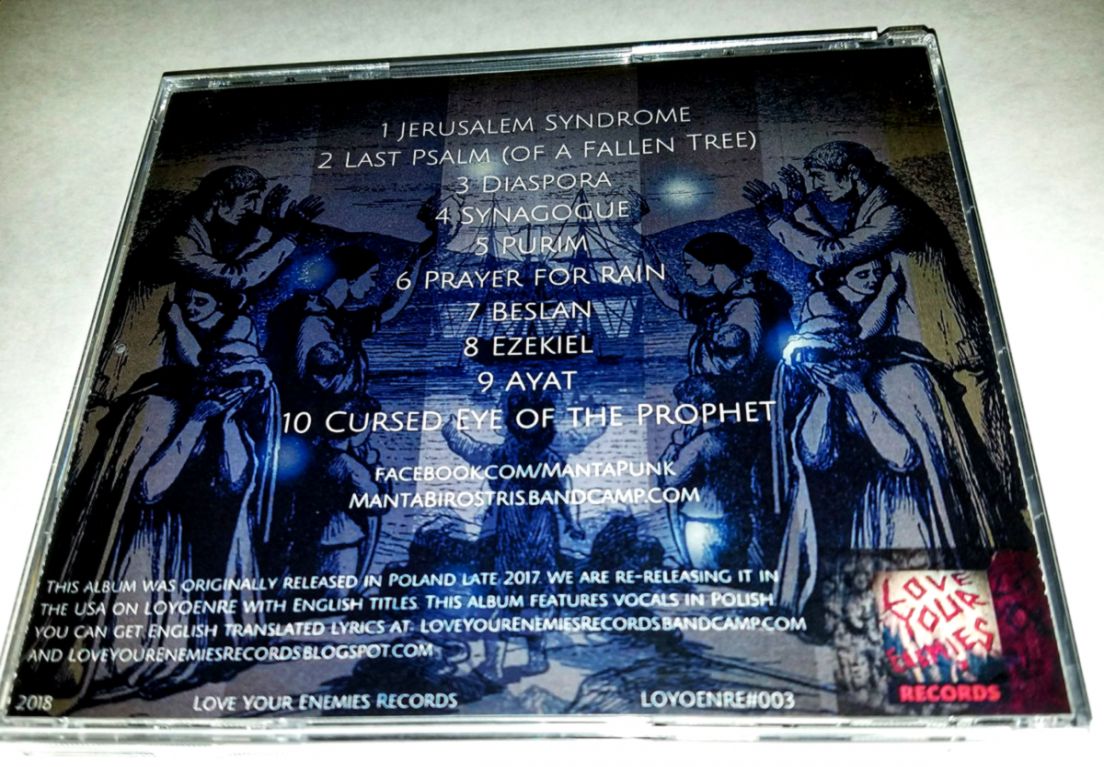 1 JERUSALEM SYNDROME
2 LAST PSALM (OF A FALLEN TREE)
3 DIASPORA
4 SYNAGOGUE
5 PURIM
6 PRAYER FOR RAIN
7 BESLAN
8 EZEKIEL
9 AYAT
10 CURSED EYE OF THE PROPHET
FACEBOOK.COM/MANTAPUNK
MANTABIROSTRIS.BANDCAMP.COM
THIS ALBUM WAS ORIGINALLY RELEASED IN POLAND LATE 2017. WE ARE RE-RELEASING IT IN
THE USA ON LOYOENRE WITH ENGLISH TITLES. THIS ALBUM FEATURES VOCALS IN POLISH.
YOU CAN GET ENGLISH TRANSLATED LYRICS AT: LOVEYOURENEMIESRECORDS.BANDCAMP.COM
AND LOVEYOURENEMIESRECORDS.BLOGSPOT.COM
LOVE
YOUR
ENEMIES
RECORDS
2018 LOVE YOUR ENEMIES RECORDS LOYOENRE#003